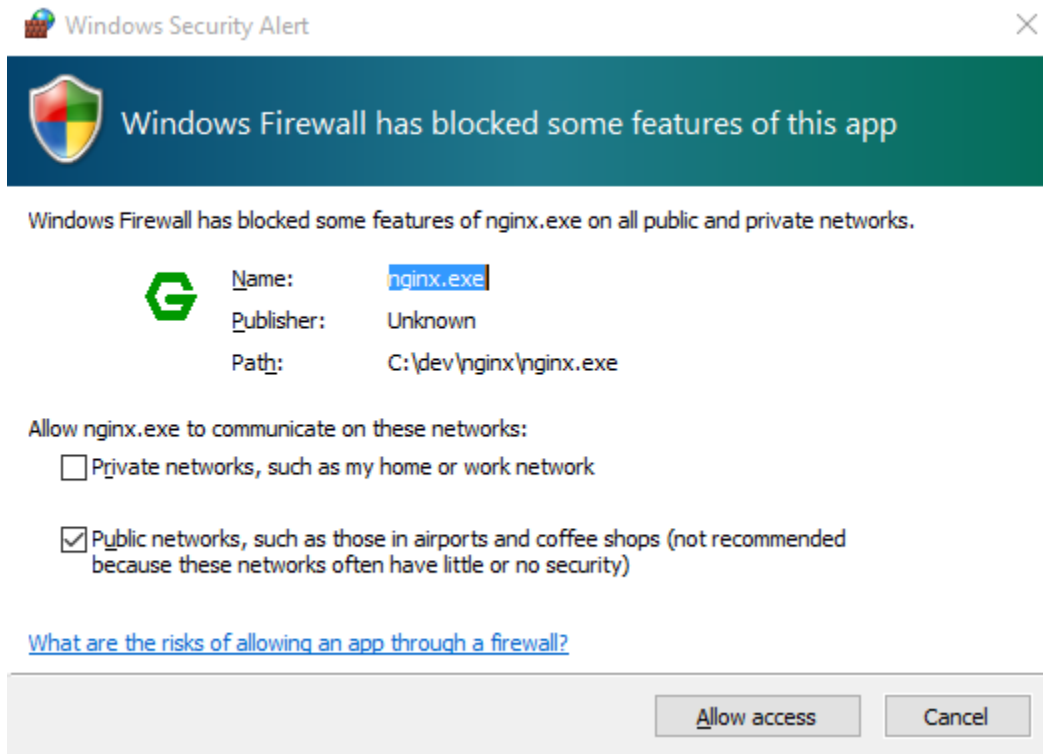 Windows Security Alert
Windows Firewall has blocked some features of this app
Windows Firewall has blocked some features of nginx.exe on all public and private networks.
Name: nginx.exe
Publisher: Unknown
Path: C:\dev\nginx\nginx.exe
Allow nginx.exe to communicate on these networks:
Private networks, such as my home or work network
Public networks, such as those in airports and coffee shops (not recommended
because these networks often have little or no security)
What are the risks of allowing an app through a firewall?
Allow access Cancel